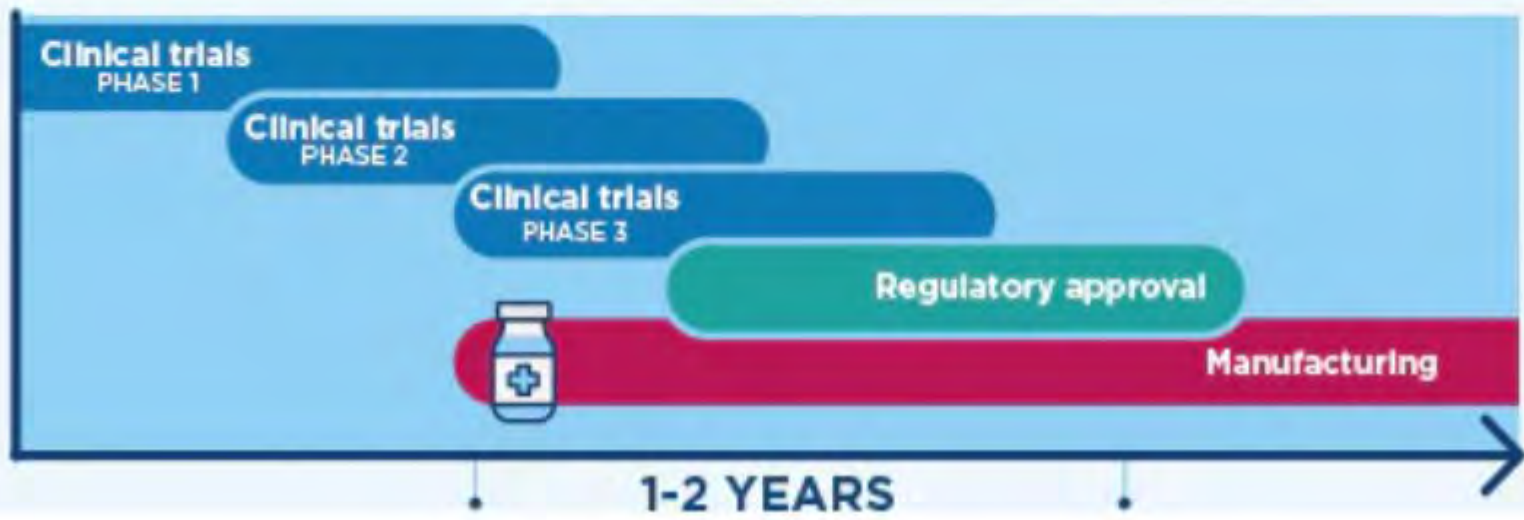 Clinical trials
PHASE 1
Clinical trials
PHASE 2
Clinical trials
PHASE 3
Regulatory approval
Manufacturing
1-2 YEARS